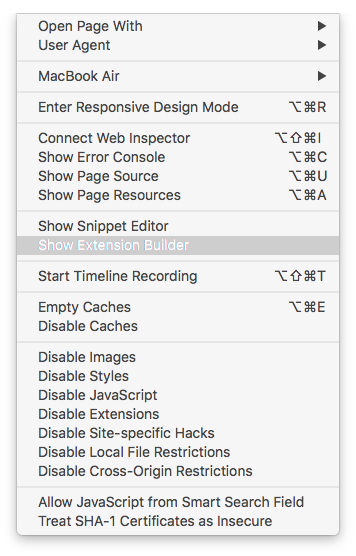 Open Page With ▶
User Agent ▶
MacBook Air ▶
Enter Responsive Design Mode ⌥⌘R
Connect Web Inspector ⌥⇧⌘I
Show Error Console ⌥⌘C
Show Page Source ⌥⌘U
Show Page Resources ⌥⌘A
Show Snippet Editor
Show Extension Builder
Start Timeline Recording ⌥⇧⌘T
Empty Caches ⌥⌘E
Disable Caches
Disable Images
Disable Styles
Disable JavaScript
Disable Extensions
Disable Site-specific Hacks
Disable Local File Restrictions
Disable Cross-Origin Restrictions
Allow JavaScript from Smart Search Field
Treat SHA-1 Certificates as Insecure